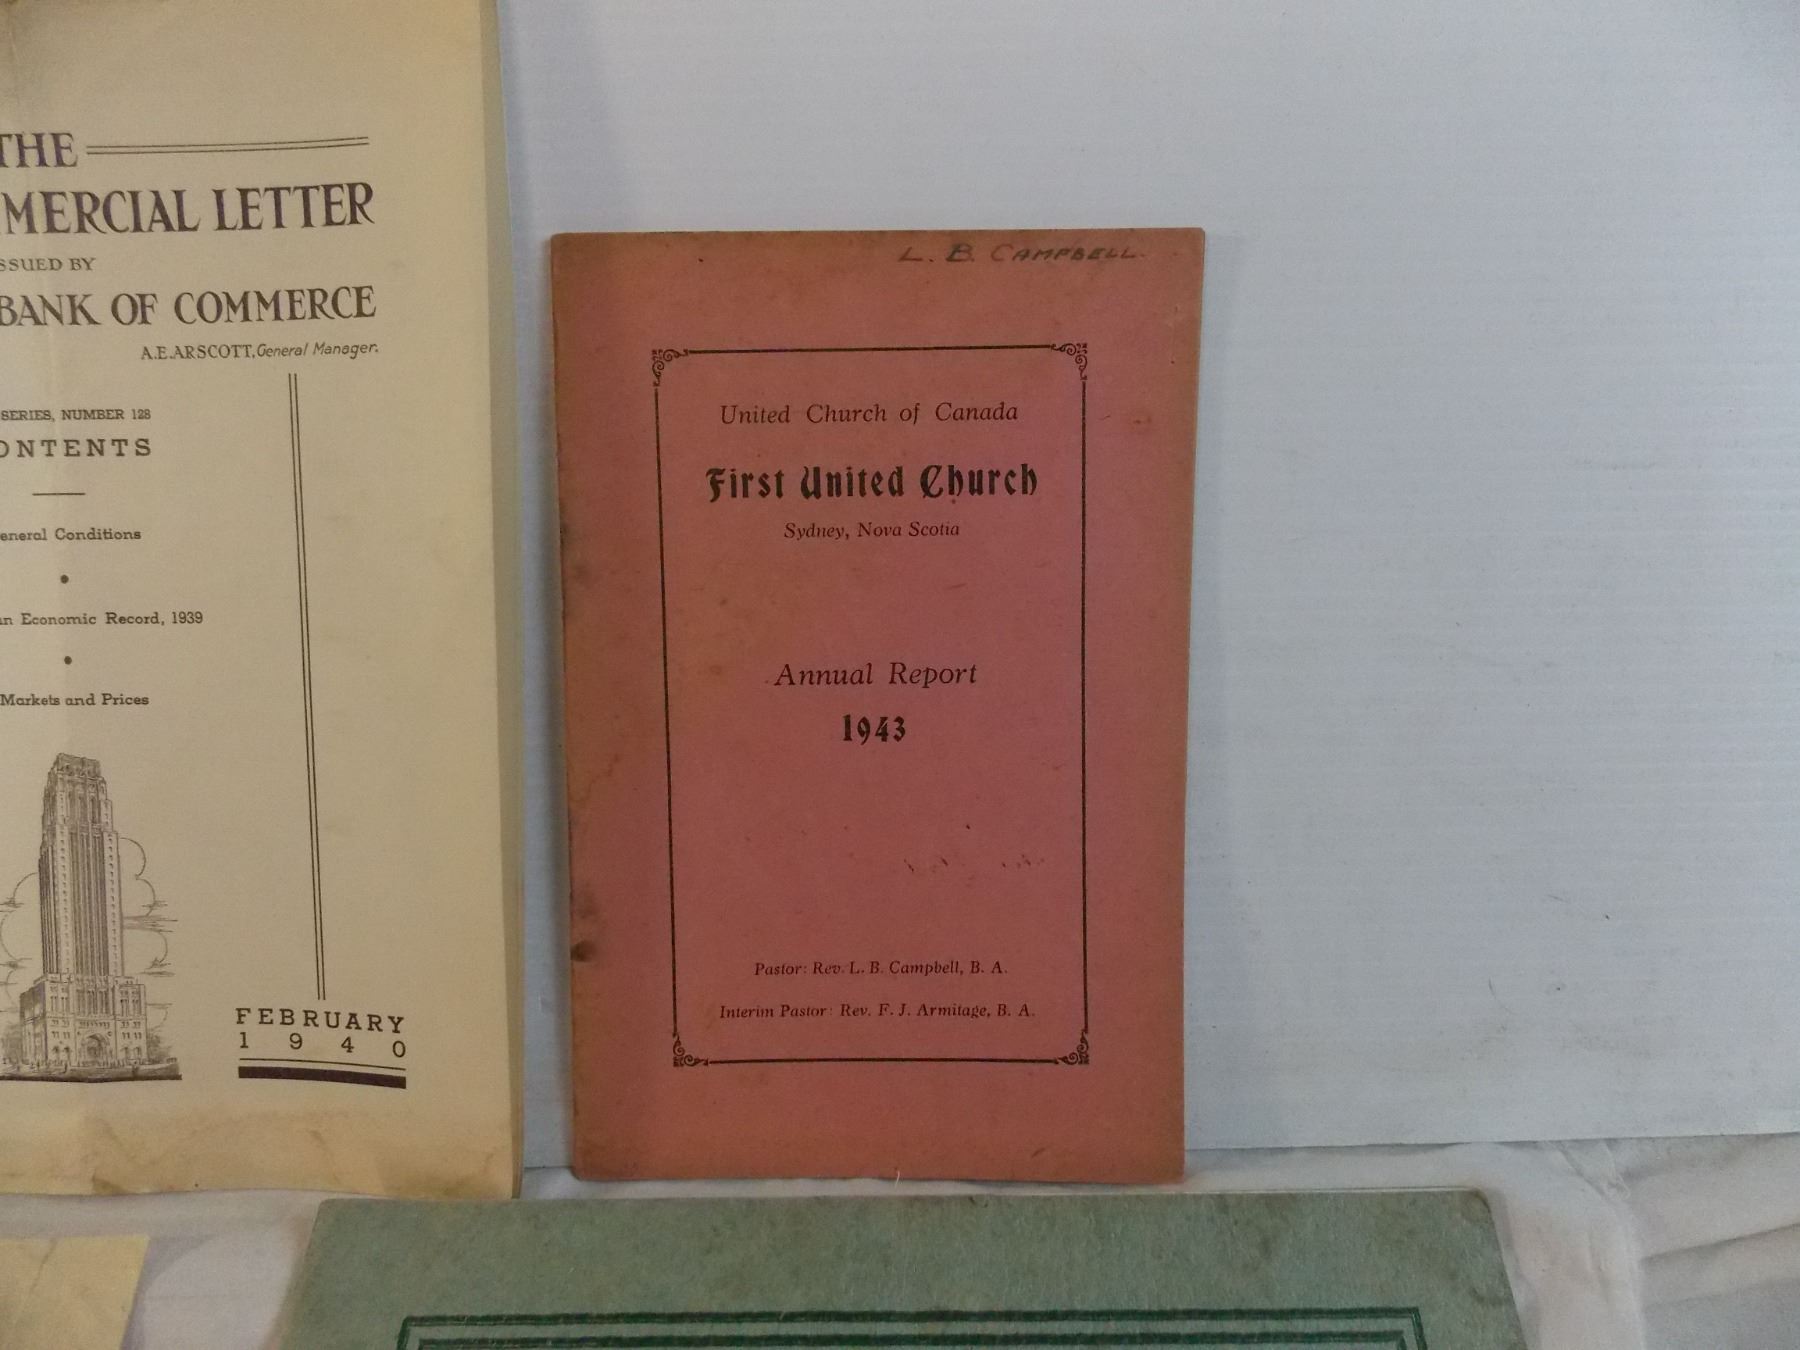 THE
MERCIAL LETTER
ISSUED BY
BANK OF COMMERCE
A.E.ARSCOTT, General Manager.
SERIES, NUMBER 128
ONTENTS
eneral Conditions
an Economic Record, 1939
Markets and Prices
FEBRUARY
1940
L. B. CAMPBELL.
United Church of Canada
First United Church
Sydney, Nova Scotia
Annual Report
1943
Pastor: Rev. L. B. Campbell, B. A.
Interim Pastor: Rev. F. J. Armitage, B. A.